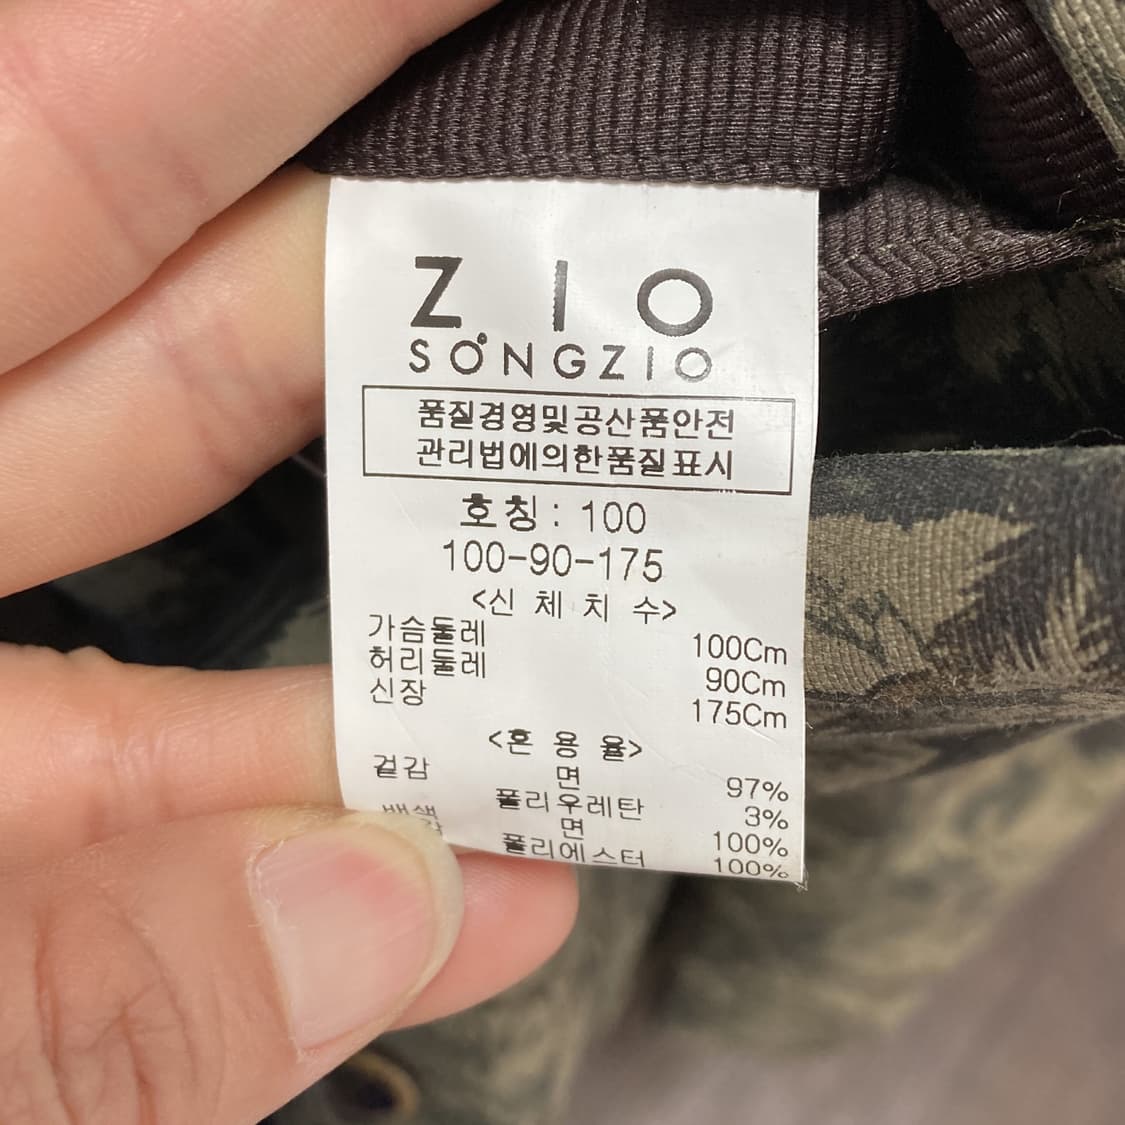 ZIO
SONGZIO
품질경영및공산품안전
관리법에의한품질표시
호칭: 100
100-90-175
<신 체 치 수>
가슴둘레 100Cm
허리둘레 90Cm
신장 175Cm
<혼 용 율>
겉감 면 97%
폴리우레탄 3%
배색 면 100%
폴리에스터 100%